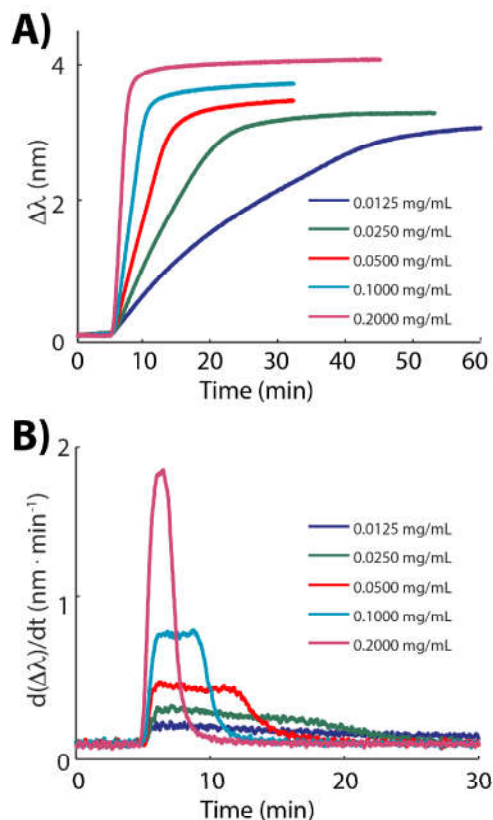 A)
4
2
0
Δλ (nm)
0.0125 mg/mL
0.0250 mg/mL
0.0500 mg/mL
0.1000 mg/mL
0.2000 mg/mL
0 10 20 30 40 50 60
Time (min)
B)
2
1
0
d(Δλ)/dt (nm · min⁻¹)
0.0125 mg/mL
0.0250 mg/mL
0.0500 mg/mL
0.1000 mg/mL
0.2000 mg/mL
0 10 20 30
Time (min)